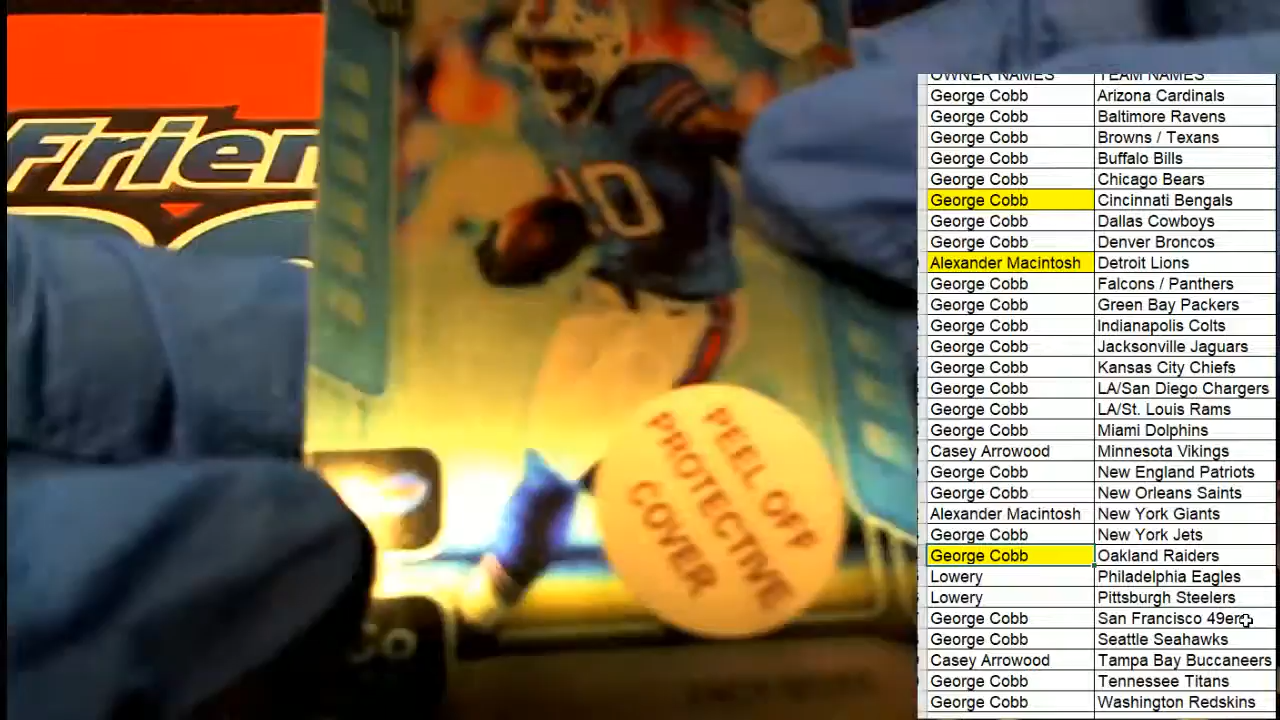 Frien
10
PEEL OFF
PROTECTIVE
COVER
OWNER NAMES TEAM NAMES
George Cobb Arizona Cardinals
George Cobb Baltimore Ravens
George Cobb Browns / Texans
George Cobb Buffalo Bills
George Cobb Chicago Bears
George Cobb Cincinnati Bengals
George Cobb Dallas Cowboys
George Cobb Denver Broncos
Alexander Macintosh Detroit Lions
George Cobb Falcons / Panthers
George Cobb Green Bay Packers
George Cobb Indianapolis Colts
George Cobb Jacksonville Jaguars
George Cobb Kansas City Chiefs
George Cobb LA/San Diego Chargers
George Cobb LA/St. Louis Rams
George Cobb Miami Dolphins
Casey Arrowood Minnesota Vikings
George Cobb New England Patriots
George Cobb New Orleans Saints
Alexander Macintosh New York Giants
George Cobb New York Jets
George Cobb Oakland Raiders
Lowery Philadelphia Eagles
Lowery Pittsburgh Steelers
George Cobb San Francisco 49ers
George Cobb Seattle Seahawks
Casey Arrowood Tampa Bay Buccaneers
George Cobb Tennessee Titans
George Cobb Washington Redskins